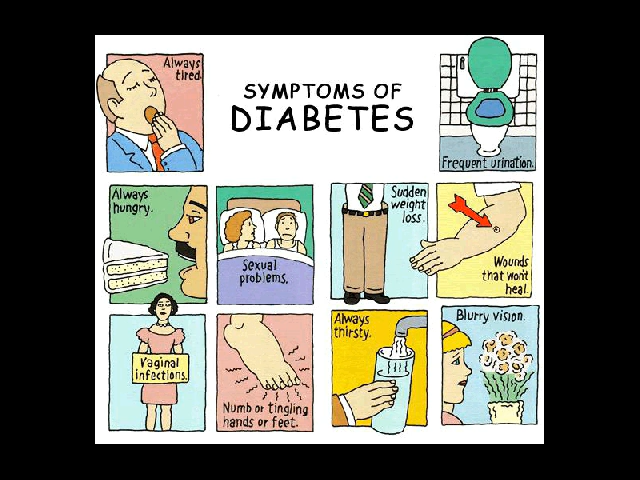 Always
tired.
SYMPTOMS OF
DIABETES
Frequent urination.
Always
hungry.
Sexual
problems.
Sudden
weight
loss.
Wounds
that won't
heal.
Vaginal
infections.
Numb or tingling
hands or feet.
Always
thirsty.
Blurry vision.